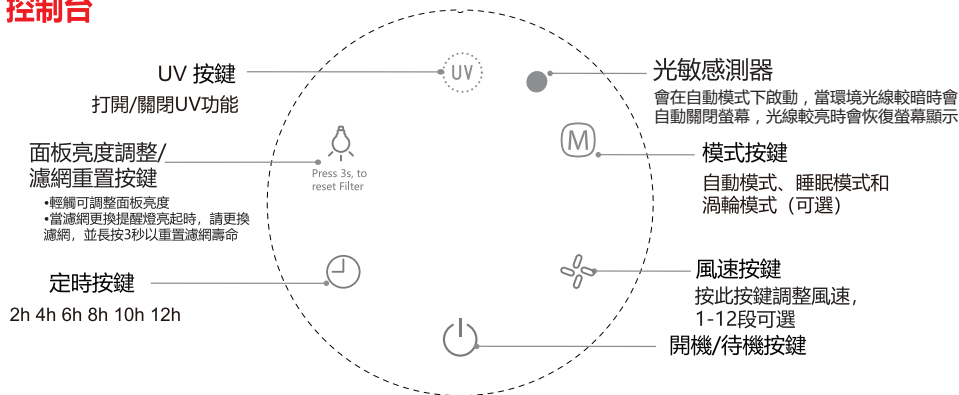 控制台
UV 按鍵
打開/關閉UV功能
面板亮度調整/
濾網重置按鍵
•輕觸可調整面板亮度
•當濾網更換提醒燈亮起時，請更換
濾網，並長按3秒以重置濾網壽命
定時按鍵
2h 4h 6h 8h 10h 12h
UV
Press 3s, to
reset Filter
M
光敏感測器
會在自動模式下啟動，當環境光線較暗時會
自動關閉螢幕，光線較亮時會恢復螢幕顯示
模式按鍵
自動模式、睡眠模式和
渦輪模式（可選）
風速按鍵
按此按鍵調整風速，
1-12段可選
開機/待機按鍵